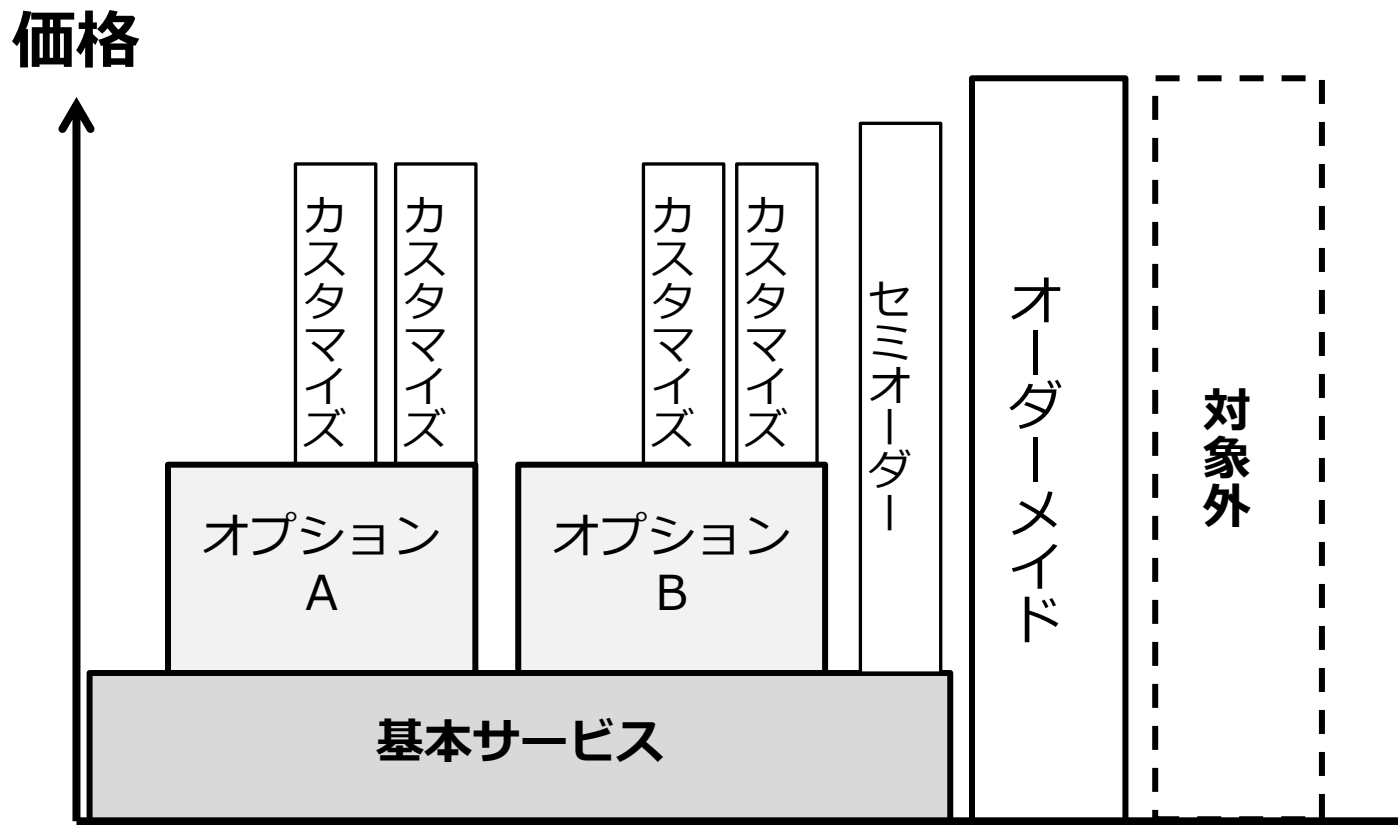 価格
カスタマイズ
カスタマイズ
カスタマイズ
カスタマイズ
セミオーダー
オーダーメイド
対象外
オプション
A
オプション
B
基本サービス